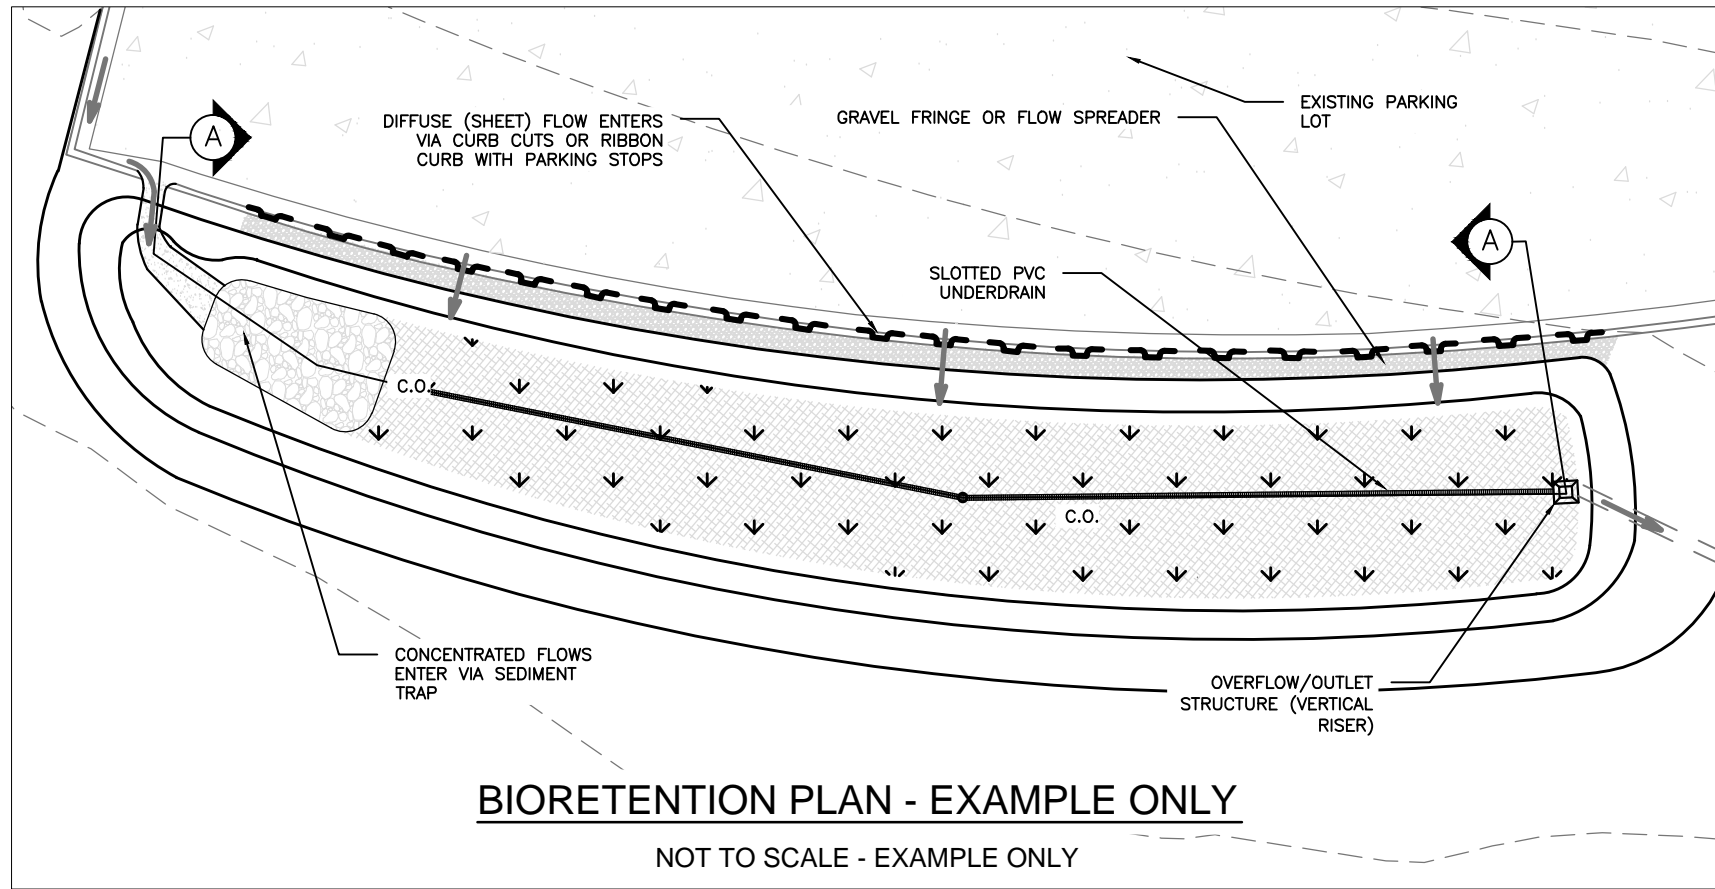 EXISTING PARKING
LOT
GRAVEL FRINGE OR FLOW SPREADER
DIFFUSE (SHEET) FLOW ENTERS
VIA CURB CUTS OR RIBBON
CURB WITH PARKING STOPS
A
A
SLOTTED PVC
UNDERDRAIN
C.O.
C.O.
CONCENTRATED FLOWS
ENTER VIA SEDIMENT
TRAP
OVERFLOW/OUTLET
STRUCTURE (VERTICAL
RISER)
BIORETENTION PLAN - EXAMPLE ONLY
NOT TO SCALE - EXAMPLE ONLY